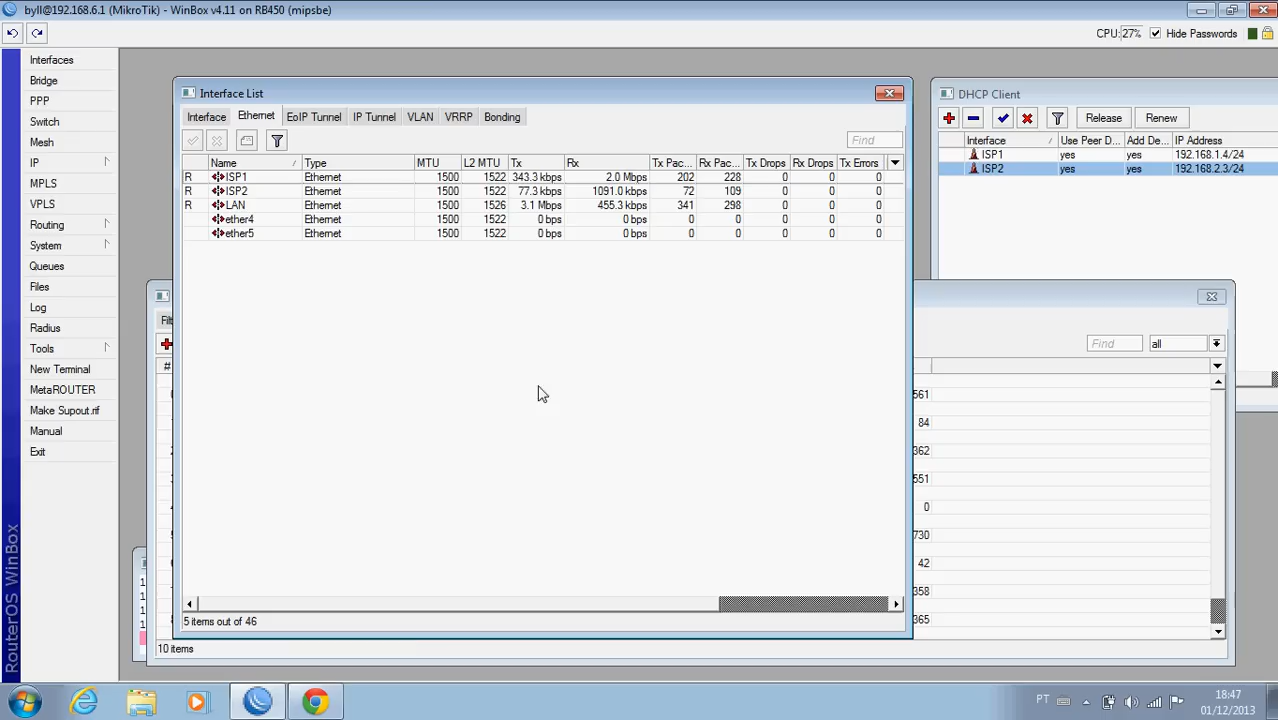 byll@192.168.6.1 (MikroTik) - WinBox v4.11 on RB450 (mipsbe)
CPU: 27% Hide Passwords
Interfaces
Bridge
PPP
Switch
Mesh
IP
MPLS
VPLS
Routing
System
Queues
Files
Log
Radius
Tools
New Terminal
MetaROUTER
Make Supout.rif
Manual
Exit
RouterOS WinBox
Interface List
Interface Ethernet EoIP Tunnel IP Tunnel VLAN VRRP Bonding
Find
Name / Type MTU L2 MTU Tx Rx Tx Pac... Rx Pac... Tx Drops Rx Drops Tx Errors
R ISP1 Ethernet 1500 1522 343.3 kbps 2.0 Mbps 202 228 0 0 0
R ISP2 Ethernet 1500 1522 77.3 kbps 1091.0 kbps 72 109 0 0 0
R LAN Ethernet 1500 1526 3.1 Mbps 455.3 kbps 341 298 0 0 0
ether4 Ethernet 1500 1522 0 bps 0 bps 0 0 0 0 0
ether5 Ethernet 1500 1522 0 bps 0 bps 0 0 0 0 0
5 items out of 46
DHCP Client
Release Renew
Interface / Use Peer D... Add De... IP Address
ISP1 yes yes 192.168.1.4/24
ISP2 yes yes 192.168.2.3/24
Find all
#
561
84
362
551
0
730
42
358
365
10 items
PT
18:47
01/12/2013